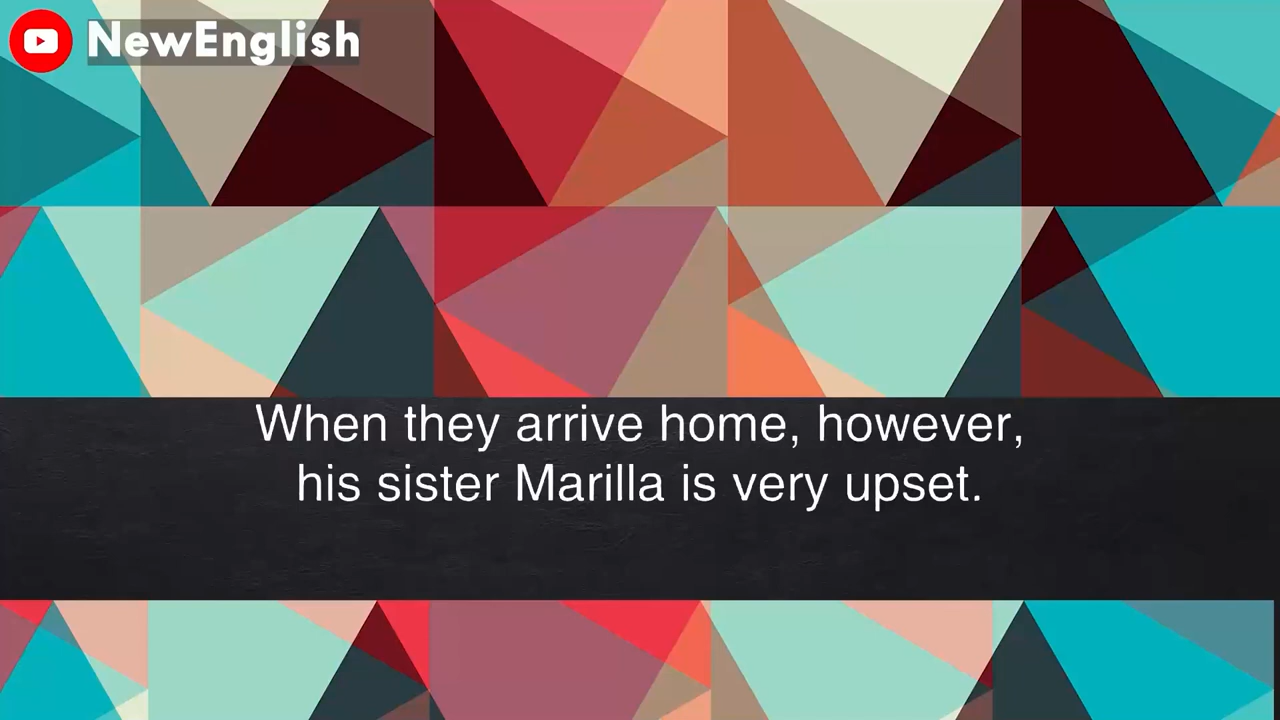 NewEnglish
When they arrive home, however,
his sister Marilla is very upset.